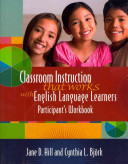 Classroom Instruction
that works
with English Language Learners
Participant's Workbook
Jane D. Hill and Cynthia L. Björk